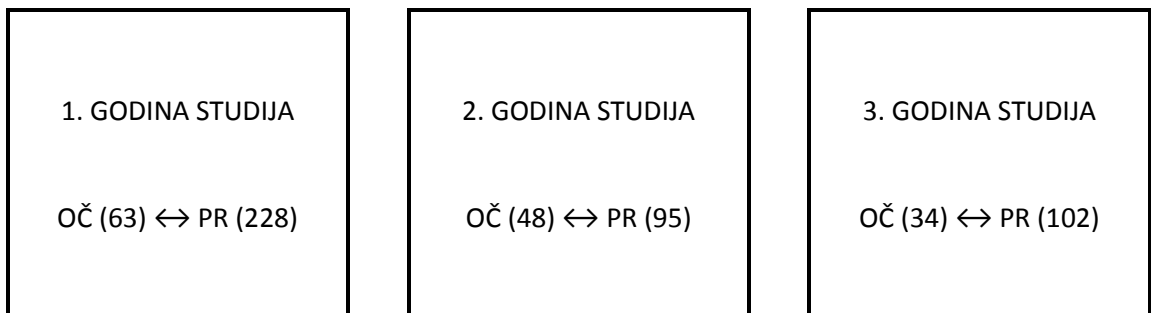 1. GODINA STUDIJA
OČ (63) ↔ PR (228)
2. GODINA STUDIJA
OČ (48) ↔ PR (95)
3. GODINA STUDIJA
OČ (34) ↔ PR (102)